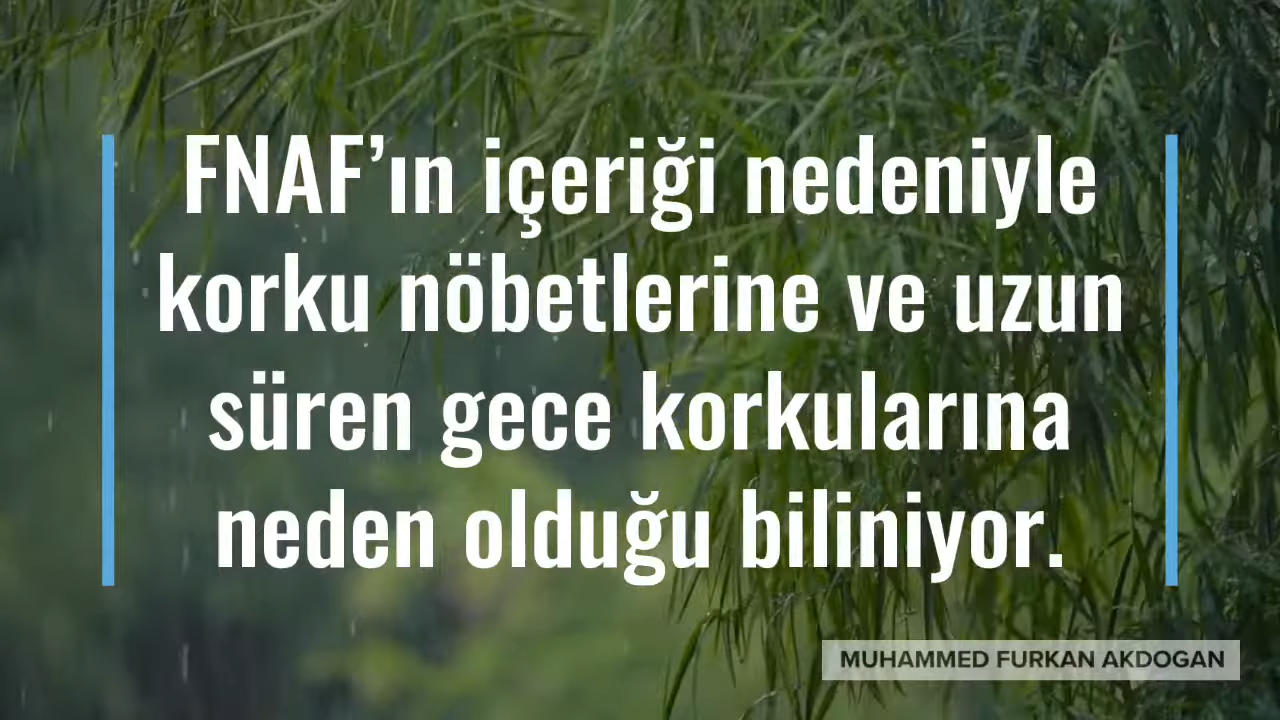 FNAF’ın içeriği nedeniyle
korku nöbetlerine ve uzun
süren gece korkularına
neden olduğu biliniyor.
MUHAMMED FURKAN AKDOGAN